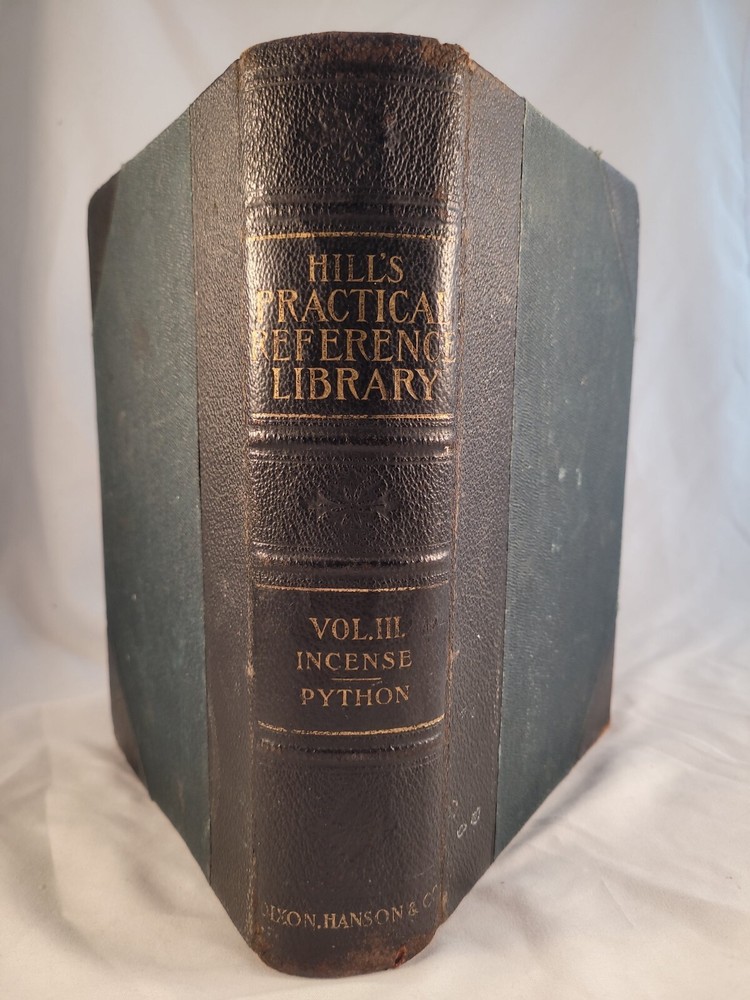 HILL'S
PRACTICAL
REFERENCE
LIBRARY
VOL.III.
INCENSE
PYTHON
DIXON, HANSON & CO